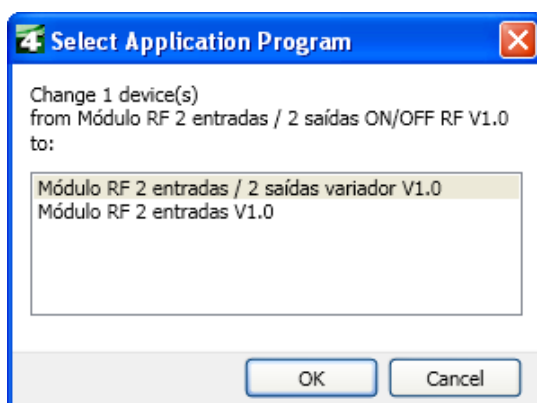 4 Select Application Program
Change 1 device(s)
from Módulo RF 2 entradas / 2 saídas ON/OFF RF V1.0
to:
Módulo RF 2 entradas / 2 saídas variador V1.0
Módulo RF 2 entradas V1.0
OK Cancel